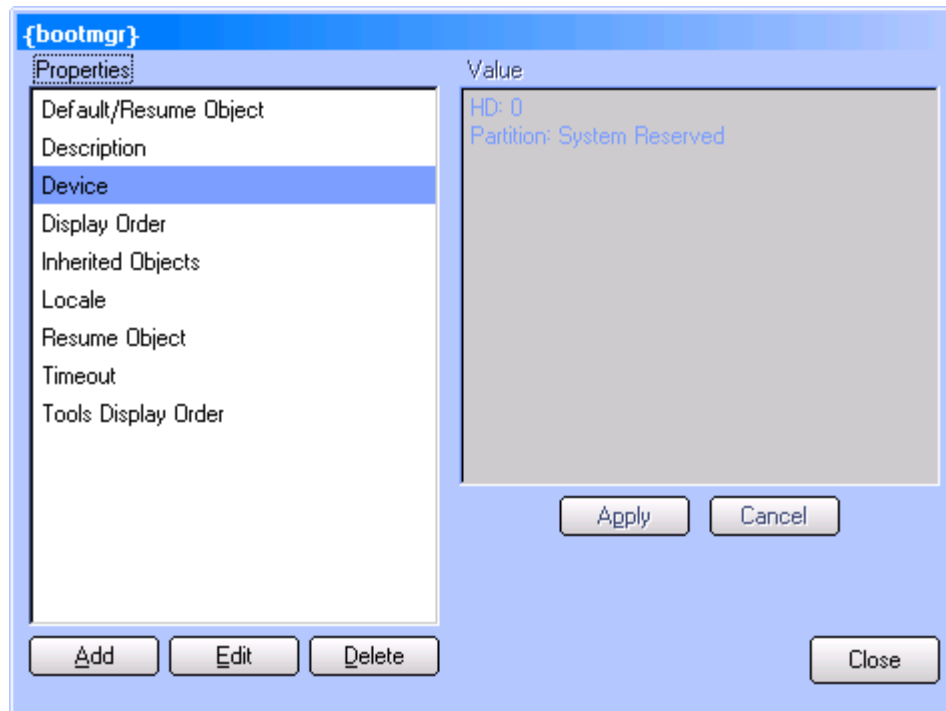 {bootmgr}
Properties
Default/Resume Object
Description
Device
Display Order
Inherited Objects
Locale
Resume Object
Timeout
Tools Display Order
Add Edit Delete
Value
HD: 0
Partition: System Reserved
Apply Cancel
Close